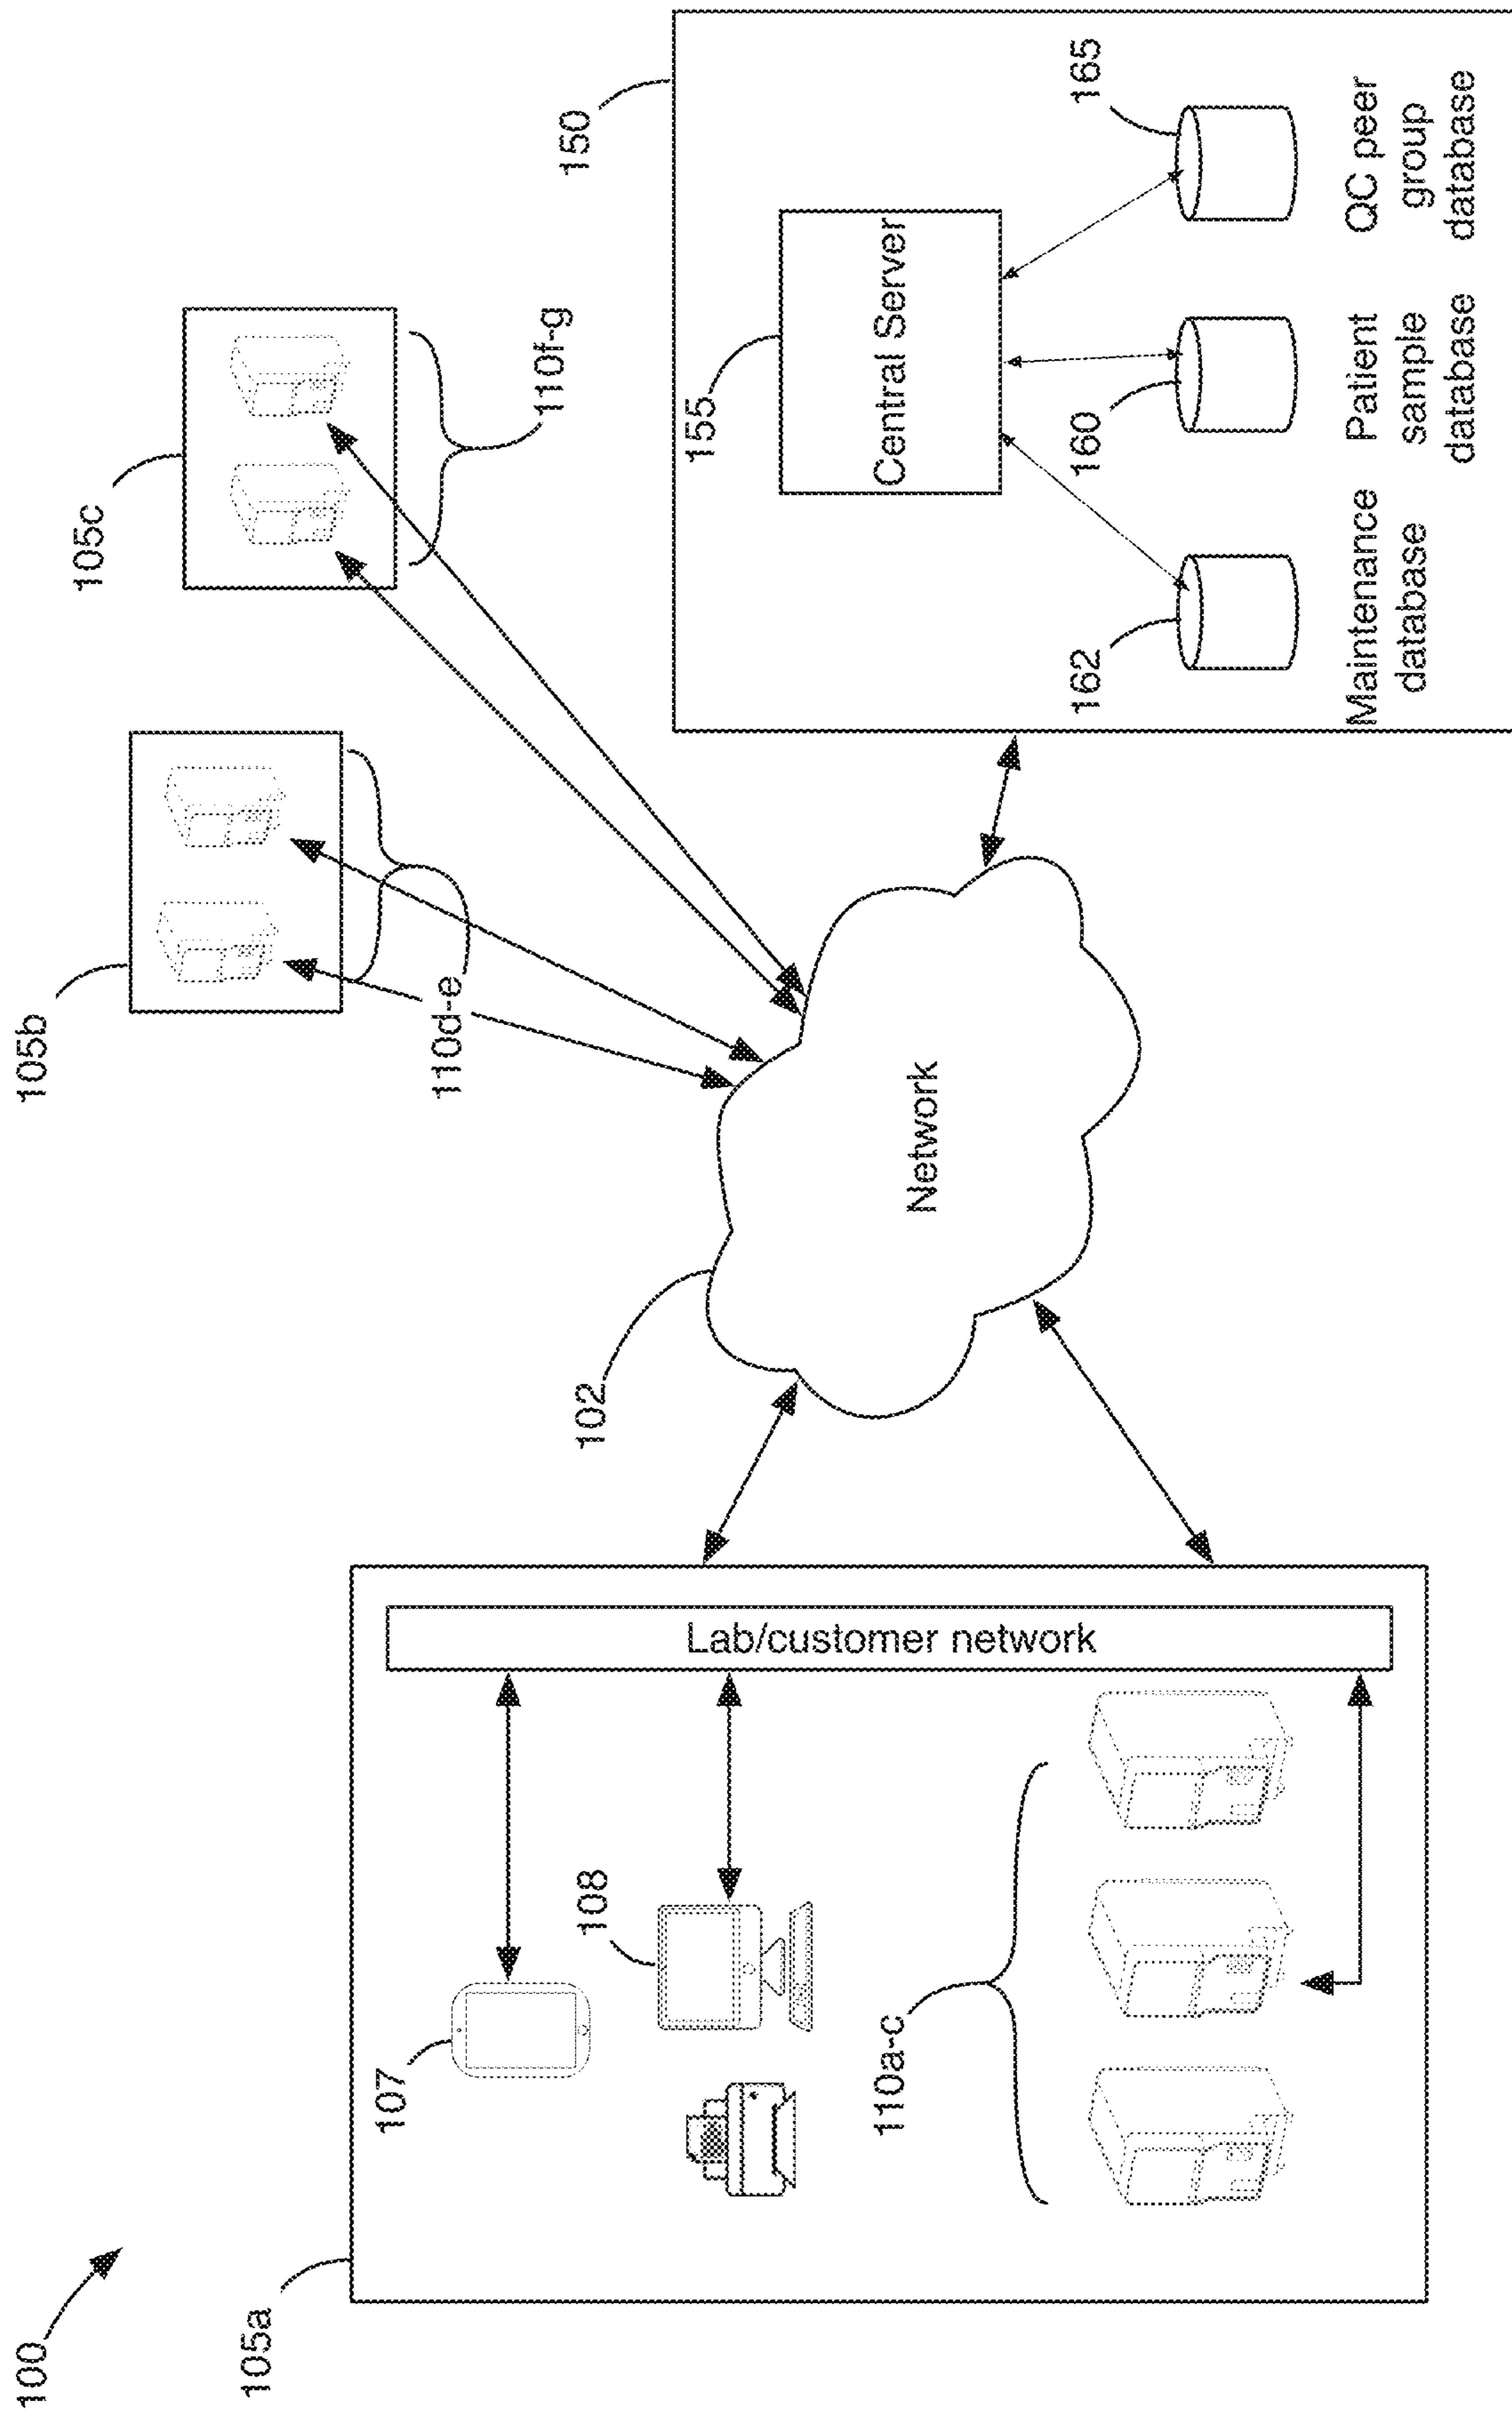 100
105a
107
108
110a-c
Lab/customer network
102
Network
105b
110d-e
105c
110f-g
150
155
Central Server
162
160
165
Maintenance
database
Patient
sample
database
QC peer
group
database